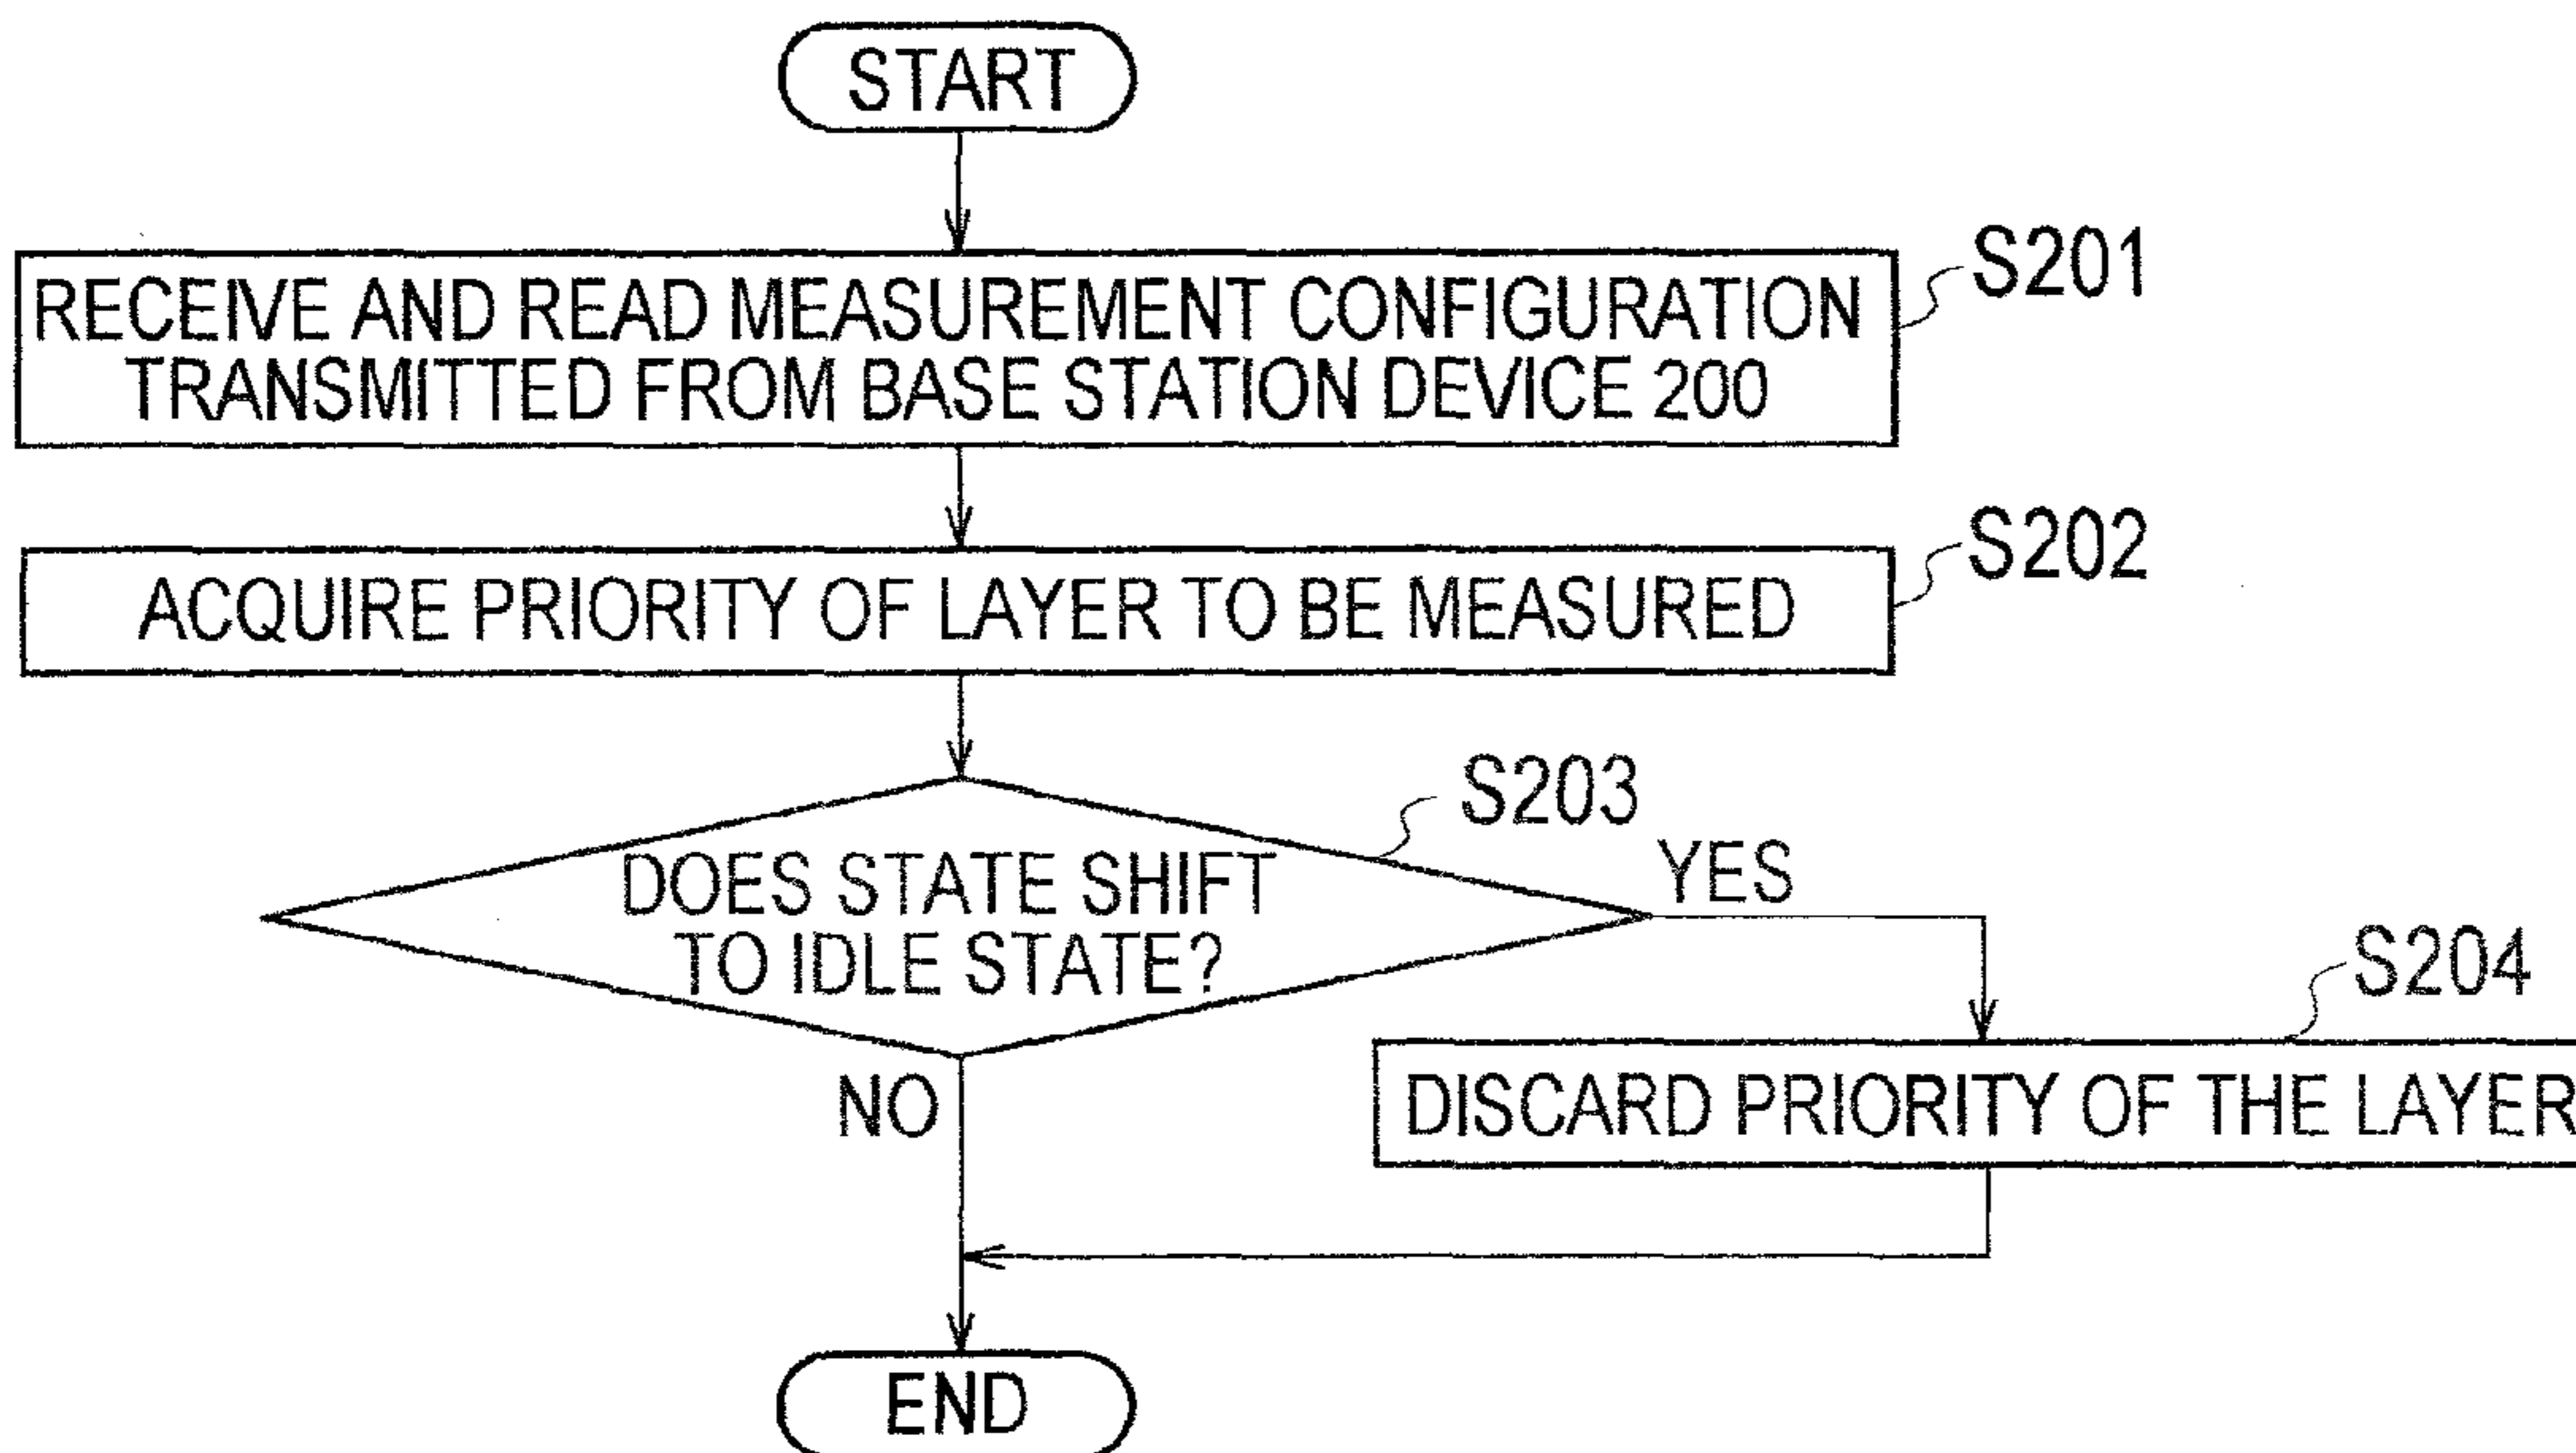 START
S201
RECEIVE AND READ MEASUREMENT CONFIGURATION
TRANSMITTED FROM BASE STATION DEVICE 200
S202
ACQUIRE PRIORITY OF LAYER TO BE MEASURED
S203
DOES STATE SHIFT
TO IDLE STATE?
YES
S204
NO
DISCARD PRIORITY OF THE LAYER
END